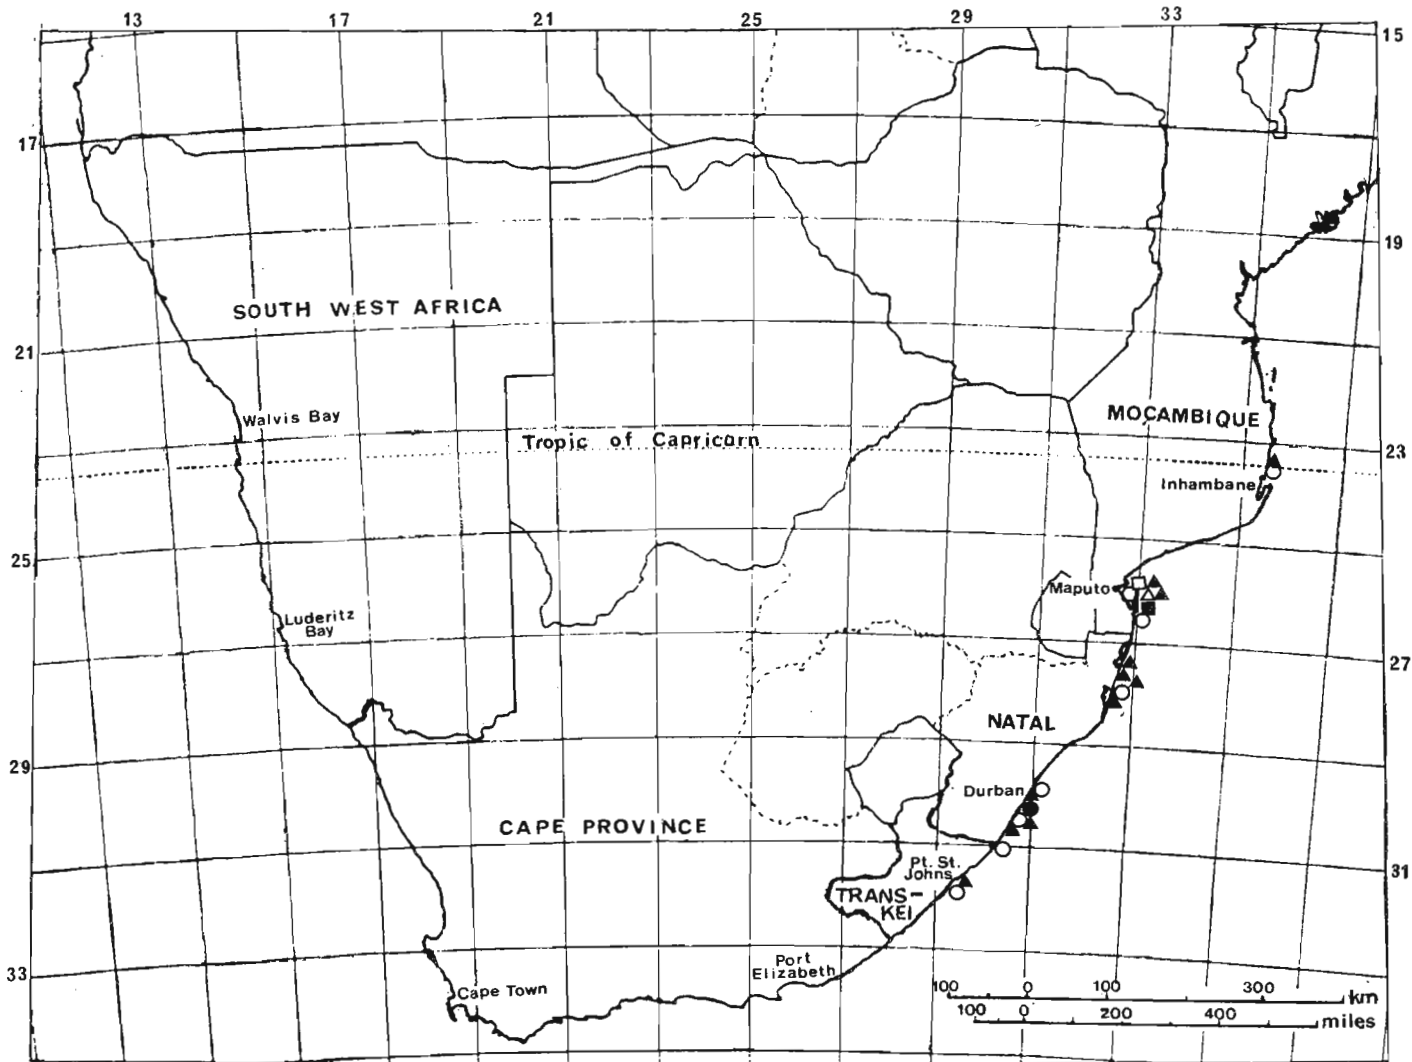 13 17 21 25 29 33
15
17
19
SOUTH WEST AFRICA
21
Walvis Bay
MOÇAMBIQUE
Tropic of Capricorn
23
Inhambane
25
Maputo
Luderitz
Bay
27
NATAL
29
Durban
CAPE PROVINCE
Pt. St.
Johns
31
TRANS-
KEI
Port
Elizabeth
33
Cape Town
100 0 100 300 km
100 0 200 400 miles